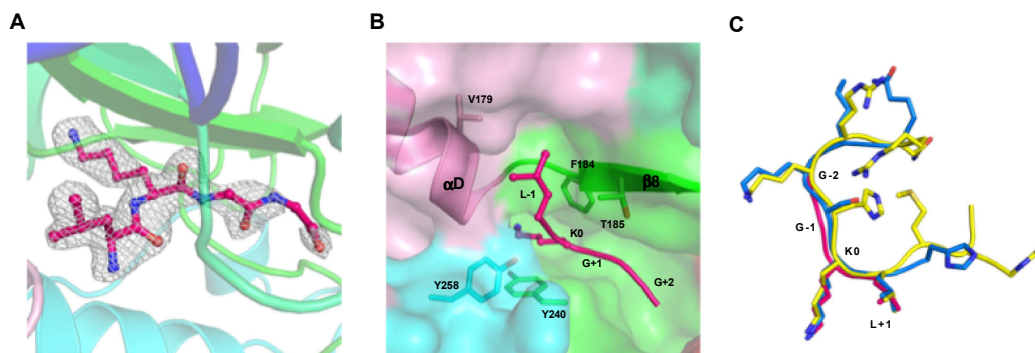 A
B
C
V179
F184
αD
β8
L-1
T185
K0
G+1
G+2
Y258
Y240
G-2
G-1
K0
L+1